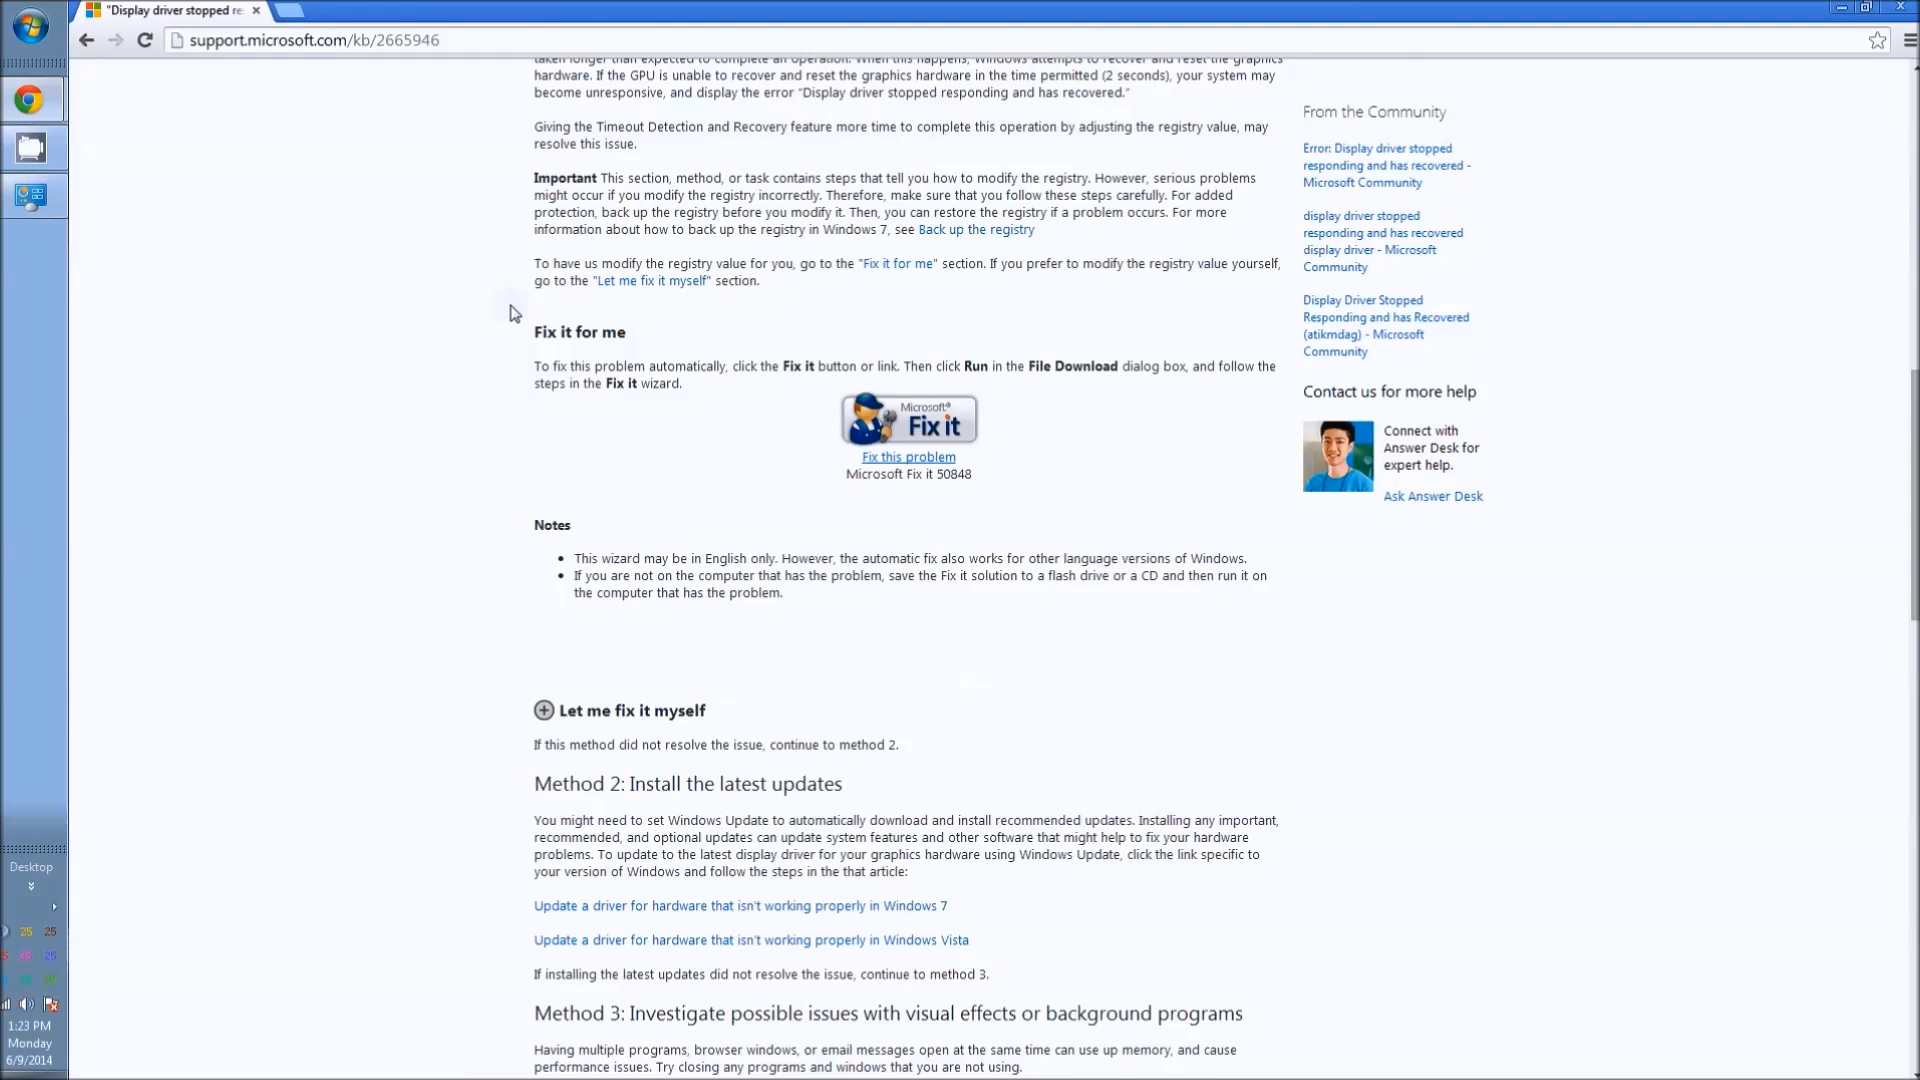 "Display driver stopped re
support.microsoft.com/kb/2665946
taken longer than expected to complete an operation. When this happens, Windows attempts to recover and reset the graphics
hardware. If the GPU is unable to recover and reset the graphics hardware in the time permitted (2 seconds), your system may
become unresponsive, and display the error "Display driver stopped responding and has recovered."
Giving the Timeout Detection and Recovery feature more time to complete this operation by adjusting the registry value, may
resolve this issue.
Important This section, method, or task contains steps that tell you how to modify the registry. However, serious problems
might occur if you modify the registry incorrectly. Therefore, make sure that you follow these steps carefully. For added
protection, back up the registry before you modify it. Then, you can restore the registry if a problem occurs. For more
information about how to back up the registry in Windows 7, see Back up the registry
To have us modify the registry value for you, go to the "Fix it for me" section. If you prefer to modify the registry value yourself,
go to the "Let me fix it myself" section.
Fix it for me
To fix this problem automatically, click the Fix it button or link. Then click Run in the File Download dialog box, and follow the
steps in the Fix it wizard.
Microsoft®
Fix it
Fix this problem
Microsoft Fix it 50848
Notes
• This wizard may be in English only. However, the automatic fix also works for other language versions of Windows.
• If you are not on the computer that has the problem, save the Fix it solution to a flash drive or a CD and then run it on
the computer that has the problem.
Let me fix it myself
If this method did not resolve the issue, continue to method 2.
Method 2: Install the latest updates
You might need to set Windows Update to automatically download and install recommended updates. Installing any important,
recommended, and optional updates can update system features and other software that might help to fix your hardware
problems. To update to the latest display driver for your graphics hardware using Windows Update, click the link specific to
your version of Windows and follow the steps in the that article:
Update a driver for hardware that isn't working properly in Windows 7
Update a driver for hardware that isn't working properly in Windows Vista
If installing the latest updates did not resolve the issue, continue to method 3.
Method 3: Investigate possible issues with visual effects or background programs
Having multiple programs, browser windows, or email messages open at the same time can use up memory, and cause
performance issues. Try closing any programs and windows that you are not using.
From the Community
Error: Display driver stopped
responding and has recovered -
Microsoft Community
display driver stopped
responding and has recovered
display driver - Microsoft
Community
Display Driver Stopped
Responding and has Recovered
(atikmdag) - Microsoft
Community
Contact us for more help
Connect with
Answer Desk for
expert help.
Ask Answer Desk
Desktop
25 25
25
1:23 PM
Monday
6/9/2014